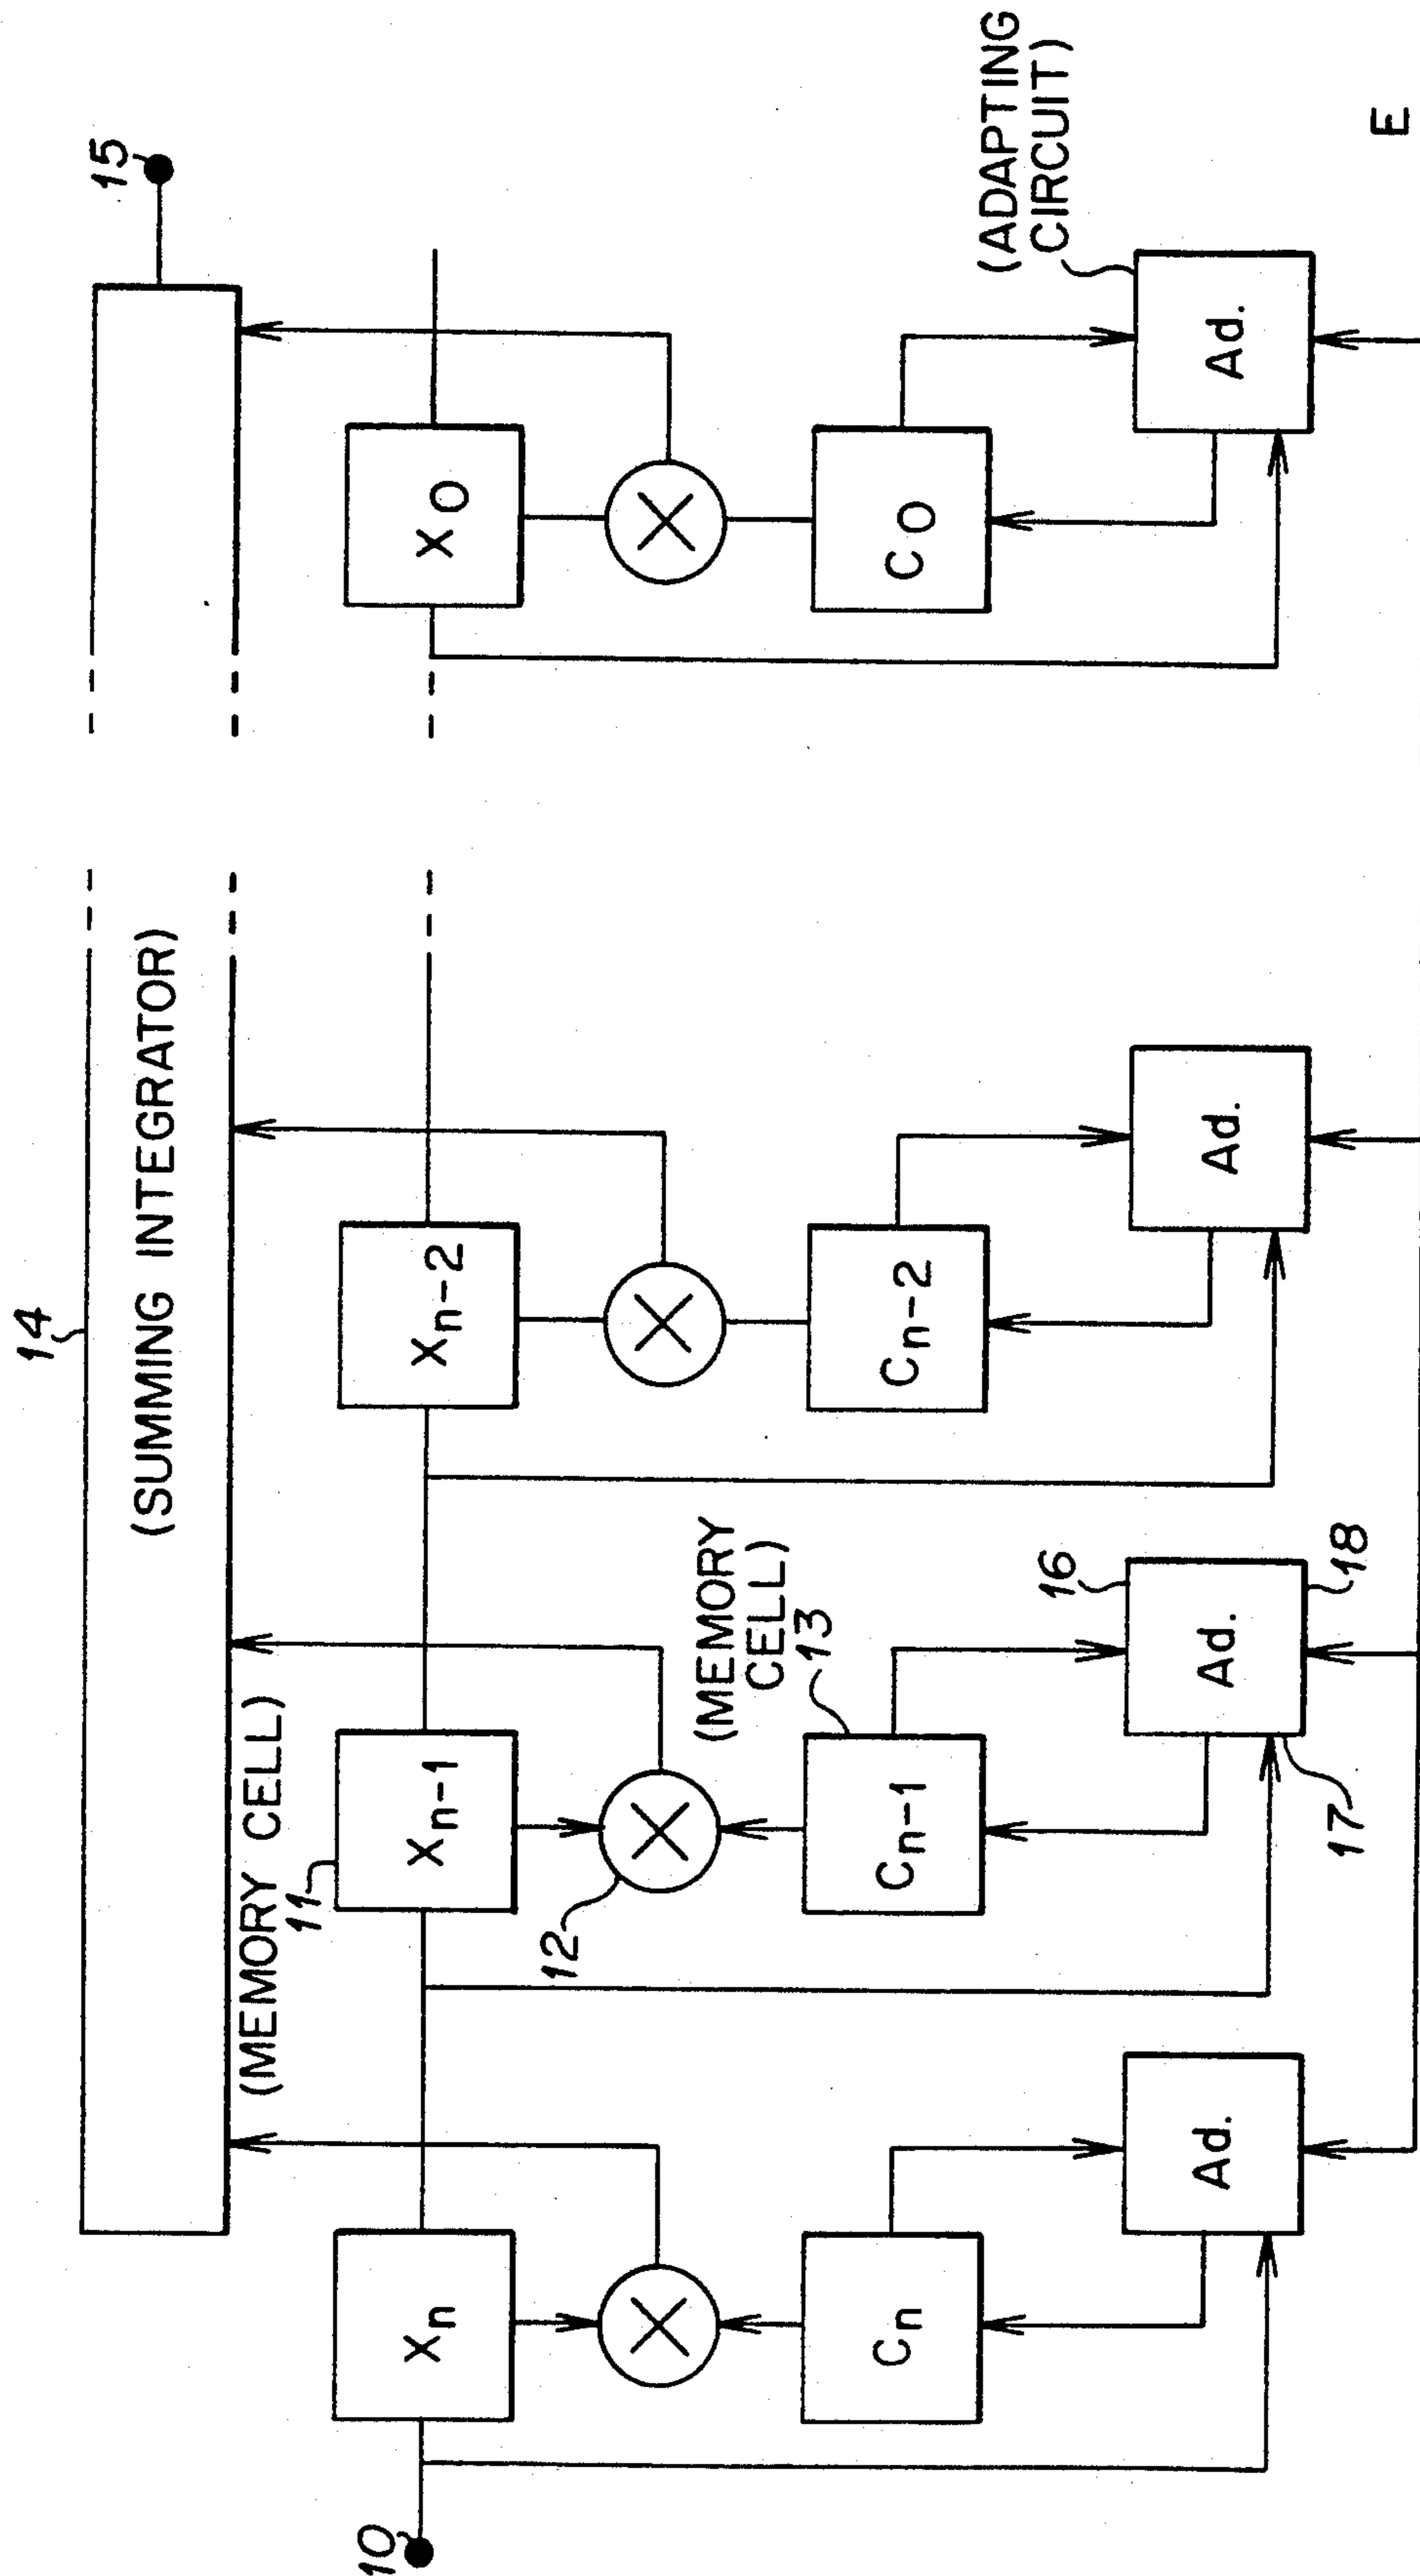 14
(SUMMING INTEGRATOR)
15
(MEMORY CELL)
10
11
Xn
Xn-1
Xn-2
X0
12
(MEMORY
CELL)
13
Cn
Cn-1
Cn-2
C0
(ADAPTING
CIRCUIT)
16
Ad.
Ad.
Ad.
Ad.
17
18
E